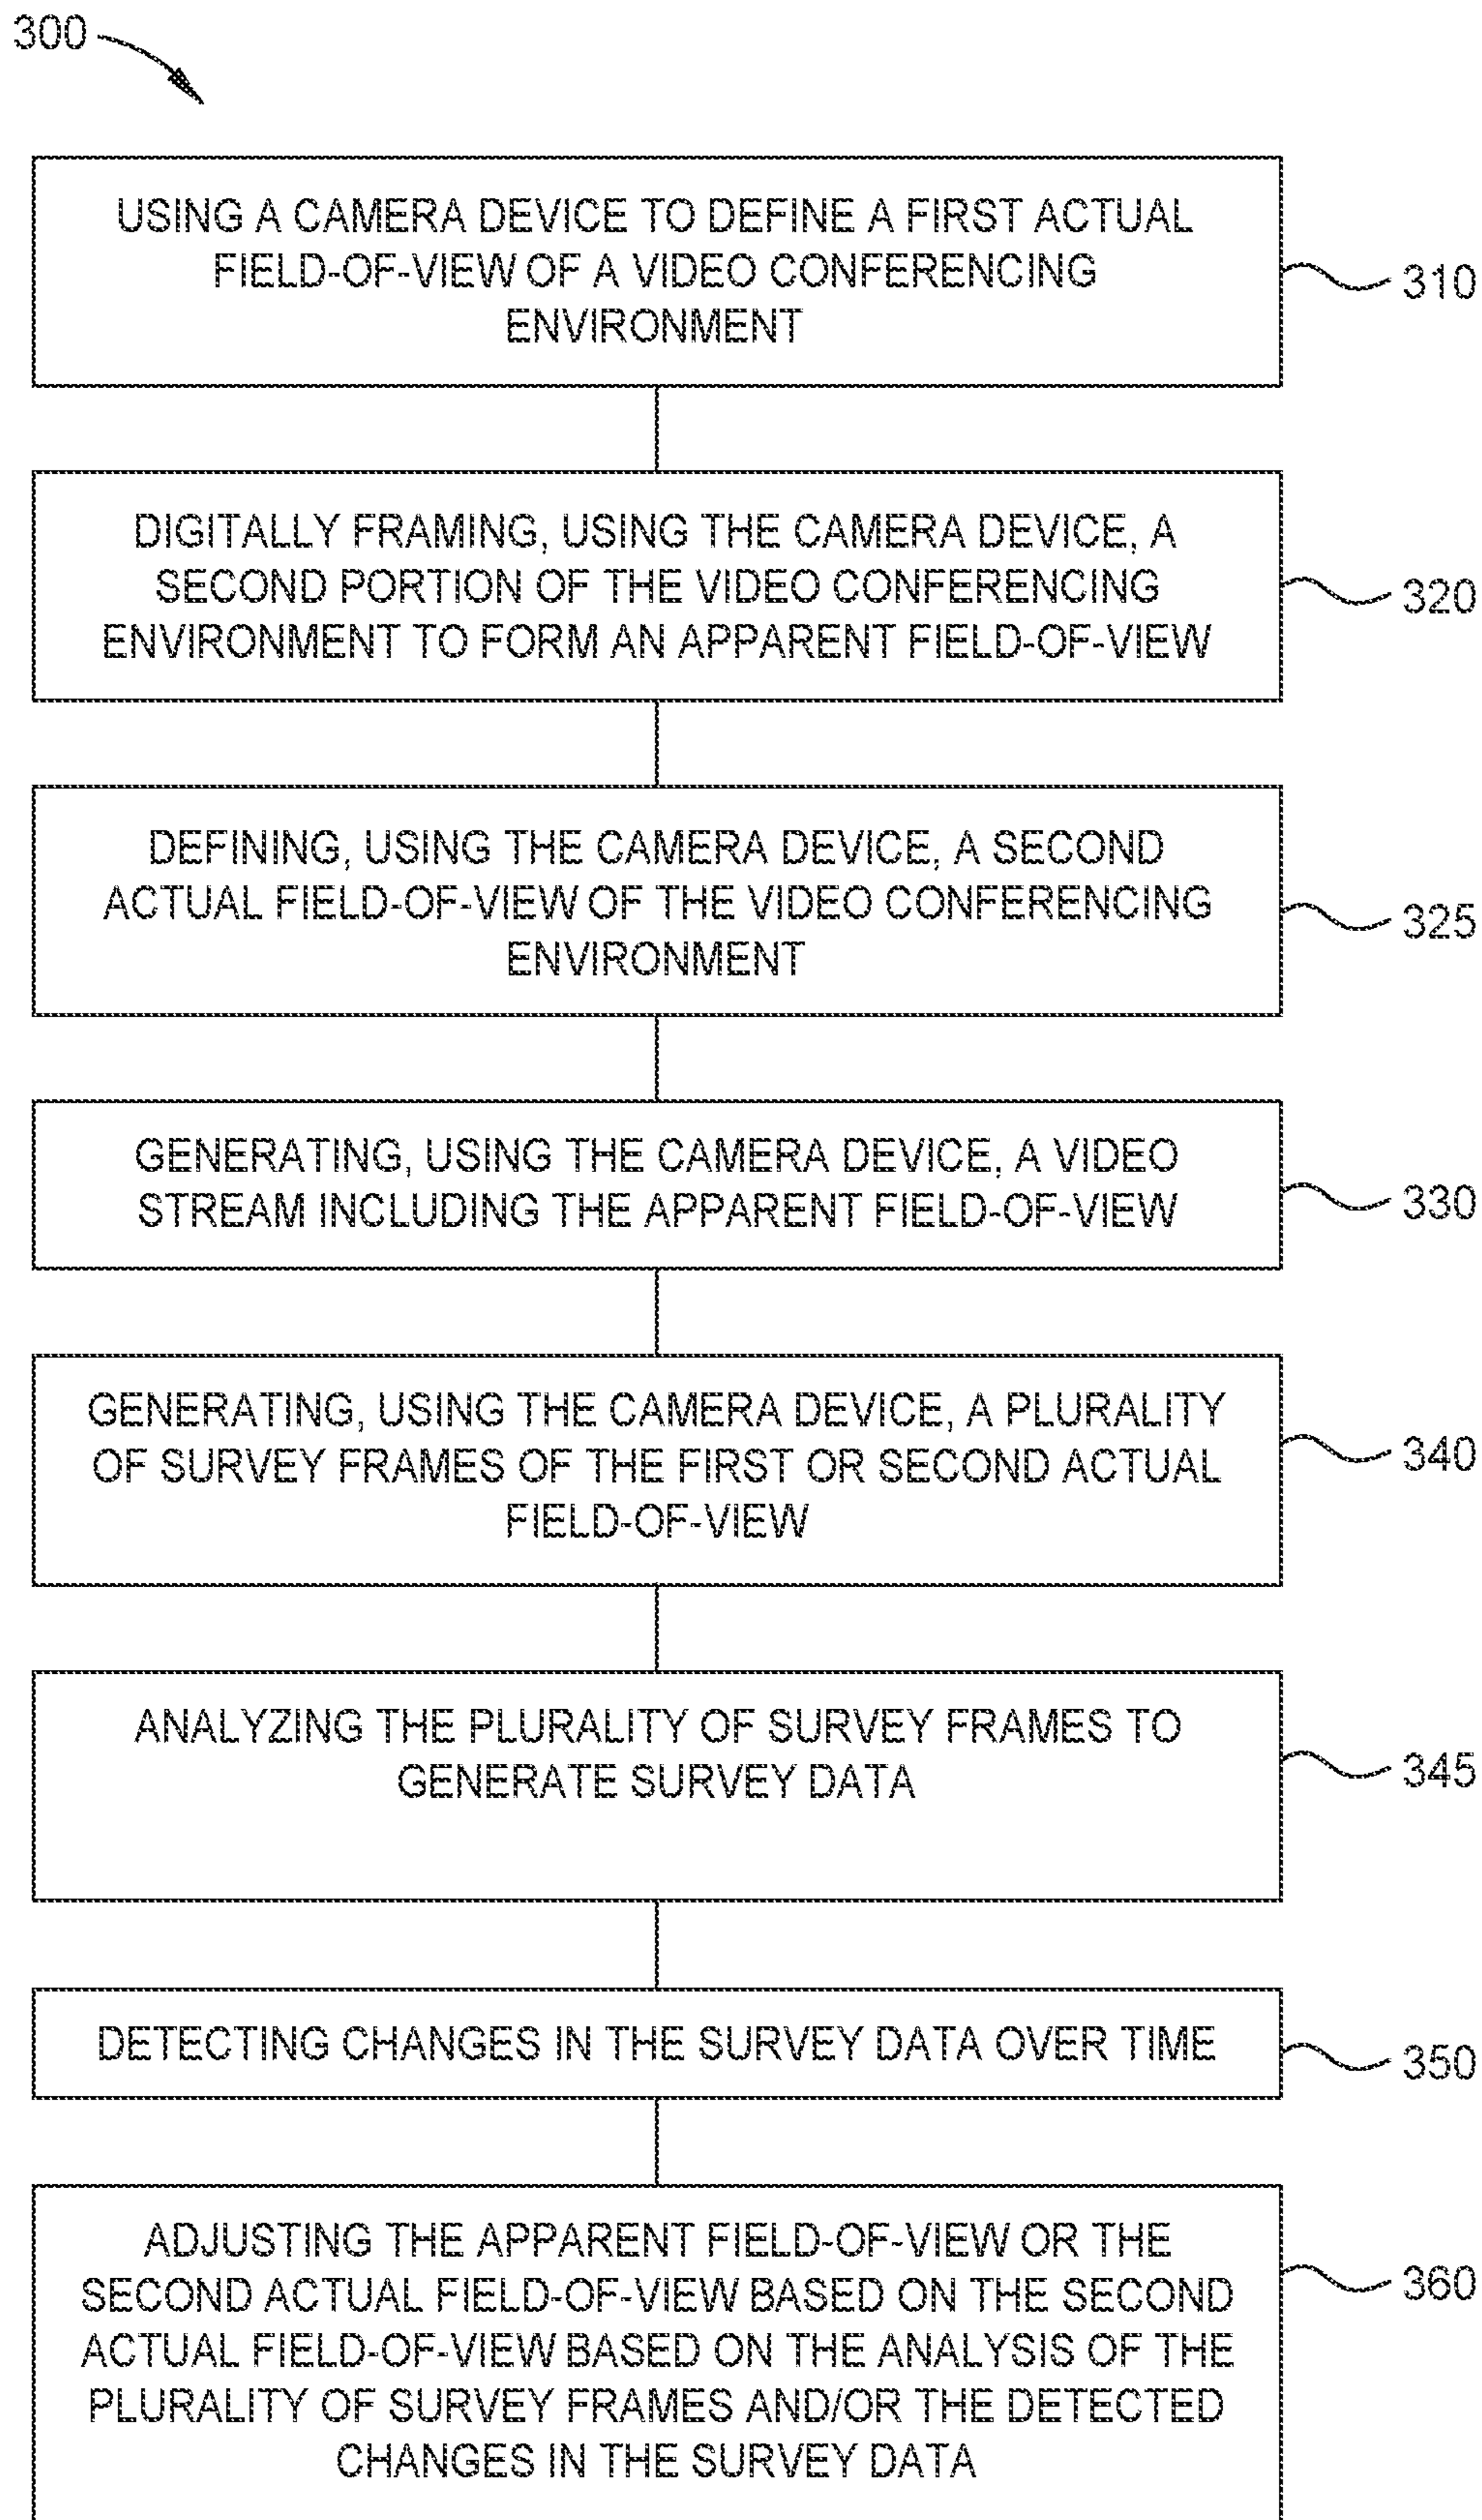 300
USING A CAMERA DEVICE TO DEFINE A FIRST ACTUAL
FIELD-OF-VIEW OF A VIDEO CONFERENCING
ENVIRONMENT
310
DIGITALLY FRAMING, USING THE CAMERA DEVICE, A
SECOND PORTION OF THE VIDEO CONFERENCING
ENVIRONMENT TO FORM AN APPARENT FIELD-OF-VIEW
320
DEFINING, USING THE CAMERA DEVICE, A SECOND
ACTUAL FIELD-OF-VIEW OF THE VIDEO CONFERENCING
ENVIRONMENT
325
GENERATING, USING THE CAMERA DEVICE, A VIDEO
STREAM INCLUDING THE APPARENT FIELD-OF-VIEW
330
GENERATING, USING THE CAMERA DEVICE, A PLURALITY
OF SURVEY FRAMES OF THE FIRST OR SECOND ACTUAL
FIELD-OF-VIEW
340
ANALYZING THE PLURALITY OF SURVEY FRAMES TO
GENERATE SURVEY DATA
345
DETECTING CHANGES IN THE SURVEY DATA OVER TIME
350
ADJUSTING THE APPARENT FIELD-OF-VIEW OR THE
SECOND ACTUAL FIELD-OF-VIEW BASED ON THE SECOND
ACTUAL FIELD-OF-VIEW BASED ON THE ANALYSIS OF THE
PLURALITY OF SURVEY FRAMES AND/OR THE DETECTED
CHANGES IN THE SURVEY DATA
360